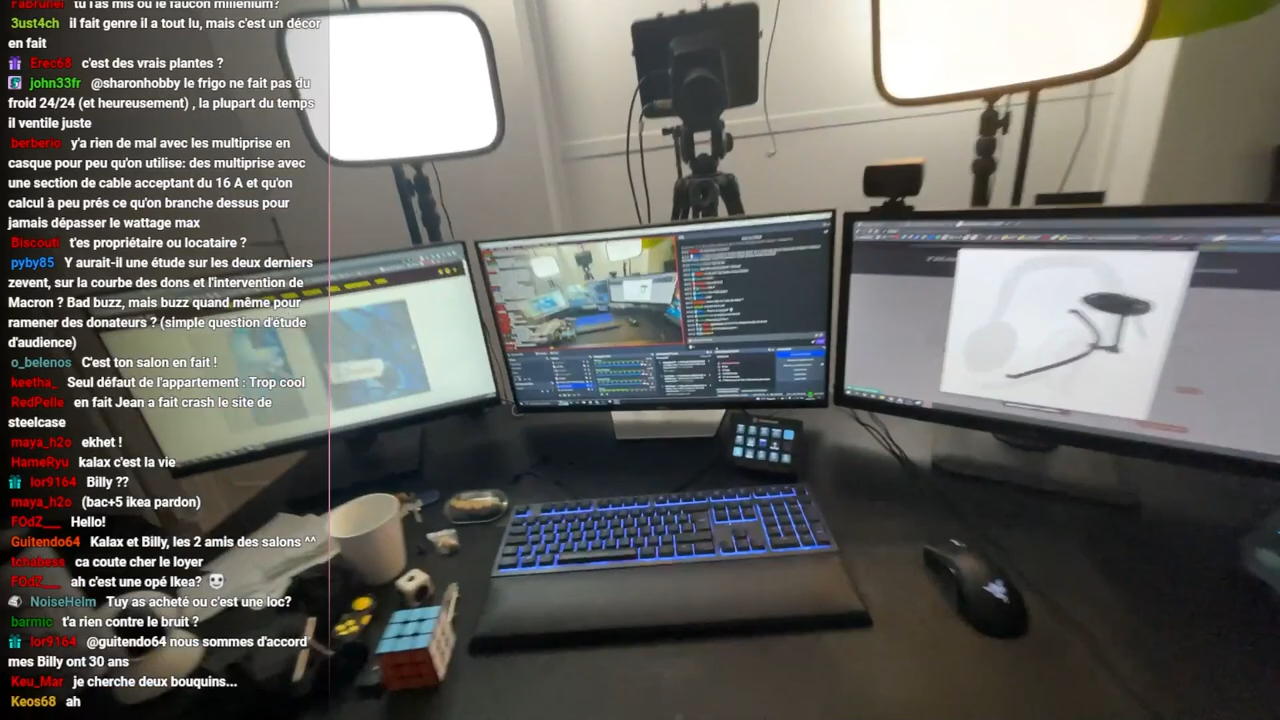 FaBrunei tu l'as mis où le faucon millénium?
3ust4ch il fait genre il a tout lu, mais c'est un décor
en fait
Erec68 c'est des vrais plantes ?
john33fr @sharonhobby le frigo ne fait pas du
froid 24/24 (et heureusement) , la plupart du temps
il ventile juste
berberio y'a rien de mal avec les multiprise en
casque pour peu qu'on utilise: des multiprise avec
une section de cable acceptant du 16 A et qu'on
calcul à peu prés ce qu'on branche dessus pour
jamais dépasser le wattage max
Biscouti t'es propriétaire ou locataire ?
pyby85 Y aurait-il une étude sur les deux derniers
zevent, sur la courbe des dons et l'intervention de
Macron ? Bad buzz, mais buzz quand même pour
ramener des donateurs ? (simple question d'étude
d'audience)
o_belenos C'est ton salon en fait !
keetha_ Seul défaut de l'appartement : Trop cool
RedPelle en fait Jean a fait crash le site de
steelcase
maya_h2o ekhet !
HameRyu kalax c'est la vie
lor9164 Billy ??
maya_h2o (bac+5 ikea pardon)
FOdZ___ Hello!
Guitendo64 Kalax et Billy, les 2 amis des salons ^^
tchabess ca coute cher le loyer
FOdZ___ ah c'est une opé Ikea?
NoiseHelm Tuy as acheté ou c'est une loc?
barmic t'a rien contre le bruit ?
lor9164 @guitendo64 nous sommes d'accord
mes Billy ont 30 ans
Keu_Mar je cherche deux bouquins...
Keos68 ah